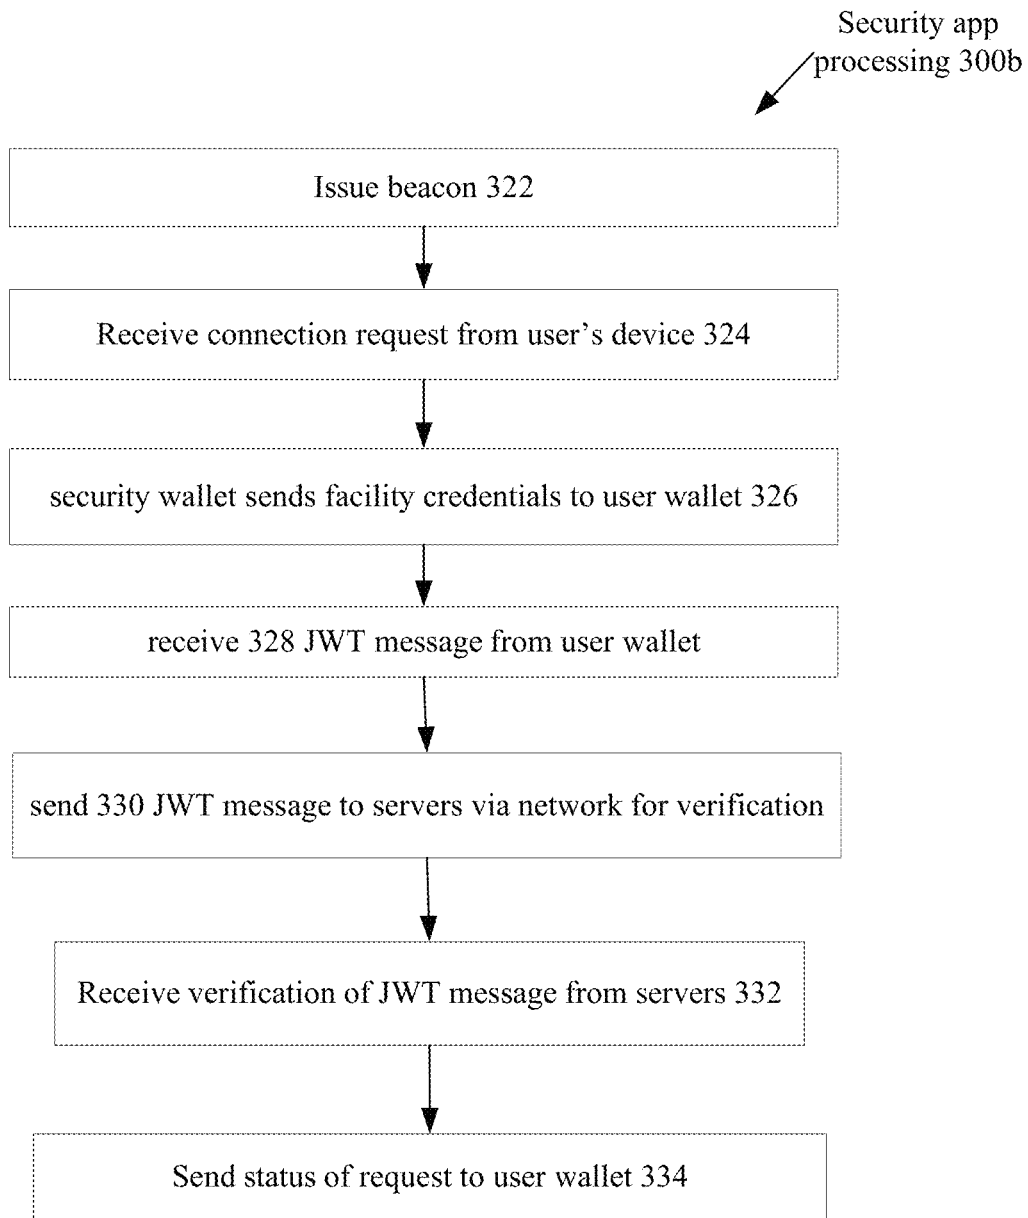 Security app
processing 300b
Issue beacon 322
Receive connection request from user’s device 324
security wallet sends facility credentials to user wallet 326
receive 328 JWT message from user wallet
send 330 JWT message to servers via network for verification
Receive verification of JWT message from servers 332
Send status of request to user wallet 334